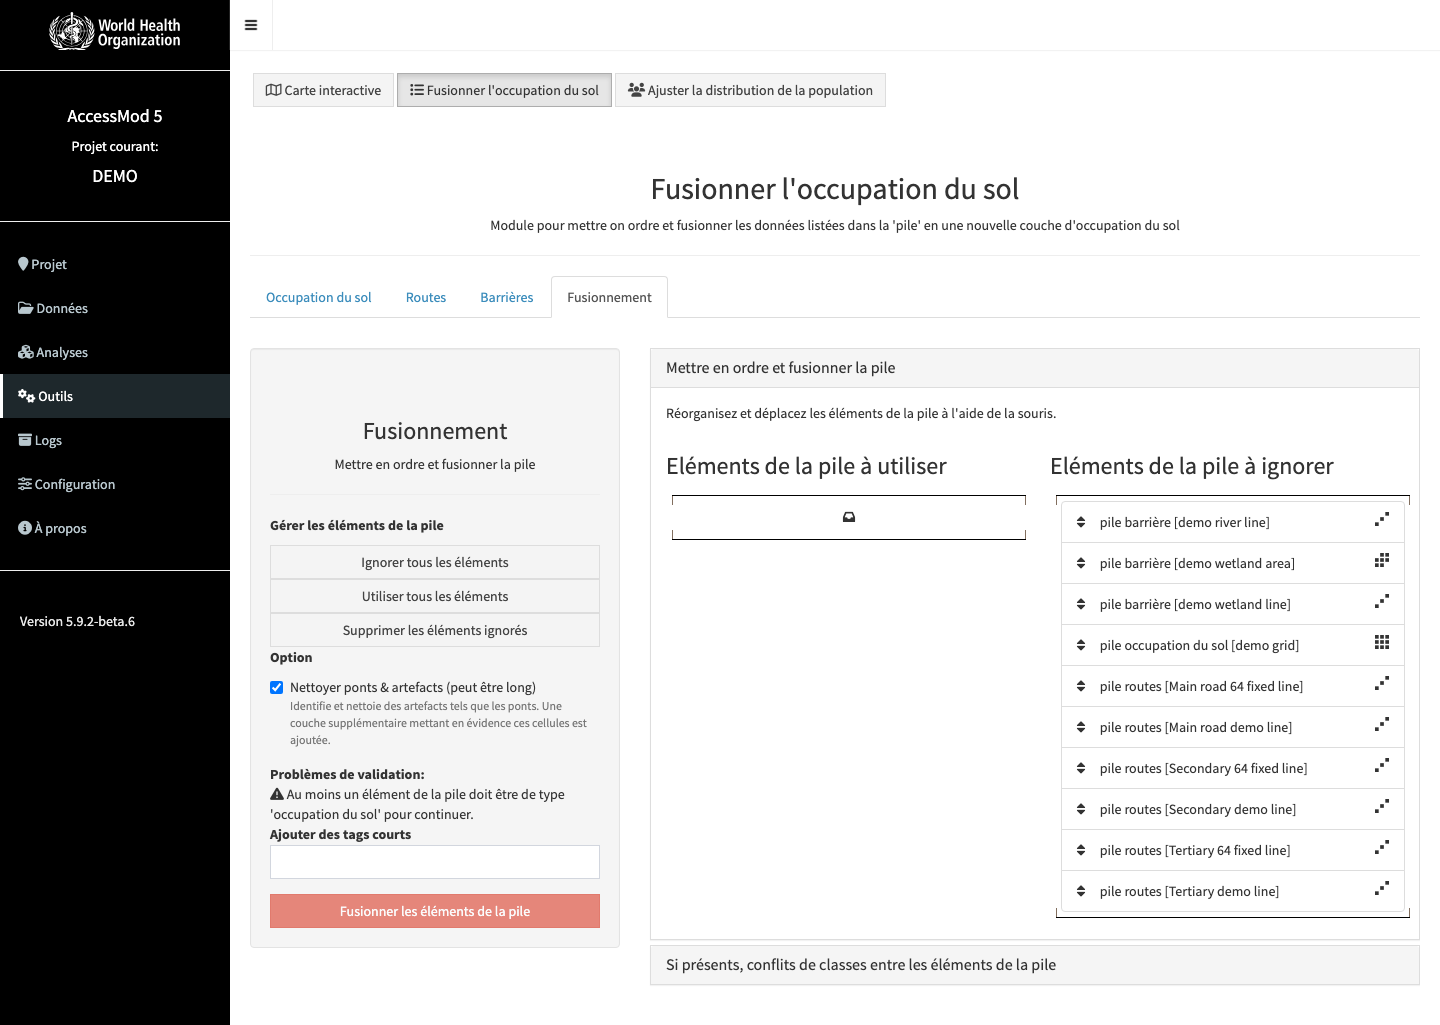 World Health
Organization
AccessMod 5
Projet courant:
DEMO
Projet
Données
Analyses
Outils
Logs
Configuration
À propos
Version 5.9.2-beta.6
Carte interactive
Fusionner l'occupation du sol
Ajuster la distribution de la population
Fusionner l'occupation du sol
Module pour mettre on ordre et fusionner les données listées dans la 'pile' en une nouvelle couche d'occupation du sol
Occupation du sol
Routes
Barrières
Fusionnement
Fusionnement
Mettre en ordre et fusionner la pile
Gérer les éléments de la pile
Ignorer tous les éléments
Utiliser tous les éléments
Supprimer les éléments ignorés
Option
Nettoyer ponts & artefacts (peut être long)
Identifie et nettoie des artefacts tels que les ponts. Une
couche supplémentaire mettant en évidence ces cellules est
ajoutée.
Problèmes de validation:
Au moins un élément de la pile doit être de type
'occupation du sol' pour continuer.
Ajouter des tags courts
Fusionner les éléments de la pile
Mettre en ordre et fusionner la pile
Réorganisez et déplacez les éléments de la pile à l'aide de la souris.
Eléments de la pile à utiliser
Eléments de la pile à ignorer
pile barrière [demo river line]
pile barrière [demo wetland area]
pile barrière [demo wetland line]
pile occupation du sol [demo grid]
pile routes [Main road 64 fixed line]
pile routes [Main road demo line]
pile routes [Secondary 64 fixed line]
pile routes [Secondary demo line]
pile routes [Tertiary 64 fixed line]
pile routes [Tertiary demo line]
Si présents, conflits de classes entre les éléments de la pile